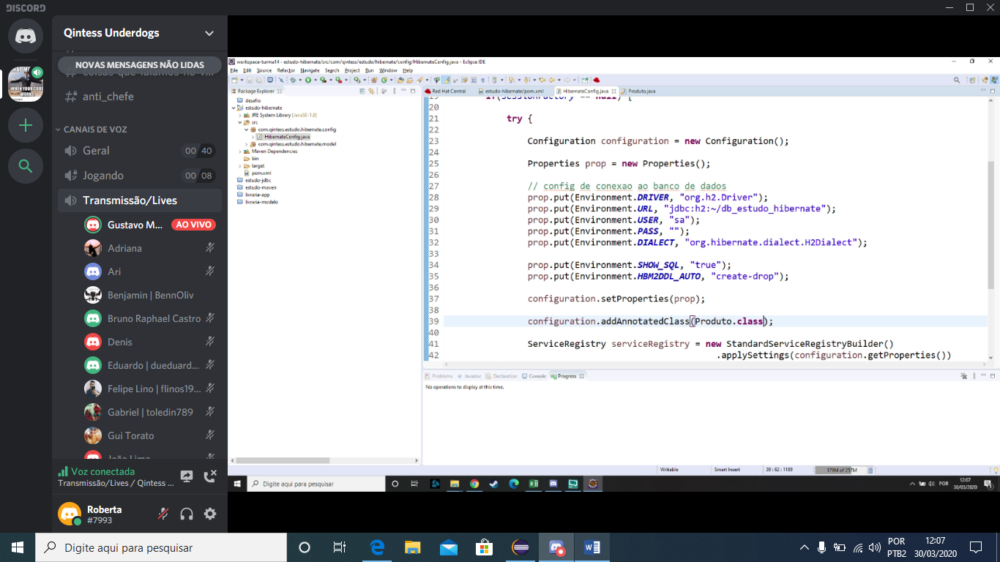 DISCORD
Qintess Underdogs
NOVAS MENSAGENS NÃO LIDAS
anti_chefe
CANAIS DE VOZ
Geral 00 40
Jogando 00 08
Transmissão/Lives
Gustavo M... AO VIVO
Adriana
Ari
Benjamin | BennOliv
Bruno Raphael Castro
Denis
Eduardo | dueduard...
Felipe Lino | flinos19...
Gabriel | toledin789
Gui Torato
João Lima
Voz conectada
Transmissão/Lives / Qintess ...
Roberta
#7993
workspace-turma14 - estudo-hibernate/src/com/qintess/estudo/hibernate/config/HibernateConfig.java - Eclipse IDE
File Edit Source Refactor Navigate Search Project Run Window Help
Package Explorer
desafio
estudo-hibernate
JRE System Library [JavaSE-1.8]
src
com.qintess.estudo.hibernate.config
HibernateConfig.java
com.qintess.estudo.hibernate.model
Maven Dependencies
bin
target
pom.xml
estudo-jdbc
estudo-maven
livraria-app
livraria-modelo
Red Hat Central estudo-hibernate/pom.xml HibernateConfig.java Produto.java
19 if(sessionFactory == null) {
20
21 try {
22
23 Configuration configuration = new Configuration();
24
25 Properties prop = new Properties();
26
27 // config de conexao ao banco de dados
28 prop.put(Environment.DRIVER, "org.h2.Driver");
29 prop.put(Environment.URL, "jdbc:h2:~/db_estudo_hibernate");
30 prop.put(Environment.USER, "sa");
31 prop.put(Environment.PASS, "");
32 prop.put(Environment.DIALECT, "org.hibernate.dialect.H2Dialect");
33
34 prop.put(Environment.SHOW_SQL, "true");
35 prop.put(Environment.HBM2DDL_AUTO, "create-drop");
36
37 configuration.setProperties(prop);
38
39 configuration.addAnnotatedClass(Produto.class);
40
41 ServiceRegistry serviceRegistry = new StandardServiceRegistryBuilder()
42 .applySettings(configuration.getProperties())
Problems Javadoc Declaration Console Progress
No operations to display at this time.
Writable Smart Insert 39 : 62 : 1189 179M of 257M
Digite aqui para pesquisar
POR
12:07
30/03/2020
Digite aqui para pesquisar
POR
PTB2
12:07
30/03/2020